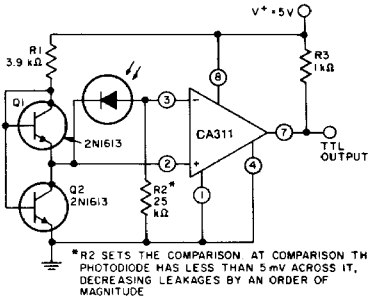 V+ = 5V
R1
3.9 kΩ
R3
1kΩ
8
Q1
3
−
CA311
7
2N1613
TTL
OUTPUT
2
+
4
Q2
2N1613
R2*
25
kΩ
1
*R2 SETS THE COMPARISON. AT COMPARISON TH
PHOTODIODE HAS LESS THAN 5mV ACROSS IT,
DECREASING LEAKAGES BY AN ORDER OF
MAGNITUDE